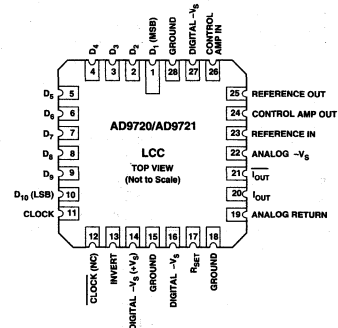 D4
D3
D2
D1 (MSB)
GROUND
DIGITAL –VS
CONTROL AMP IN
4
3
2
1
28
27
26
D5 5
D6 6
D7 7
D8 8
D9 9
D10 (LSB) 10
CLOCK 11
AD9720/AD9721
LCC
TOP VIEW
(Not to Scale)
25 REFERENCE OUT
24 CONTROL AMP OUT
23 REFERENCE IN
22 ANALOG –VS
21 IOUT
20 IOUT
19 ANALOG RETURN
12
13
14
15
16
17
18
CLOCK (NC)
INVERT
DIGITAL –VS (+VS)
GROUND
DIGITAL –VS
RSET
GROUND